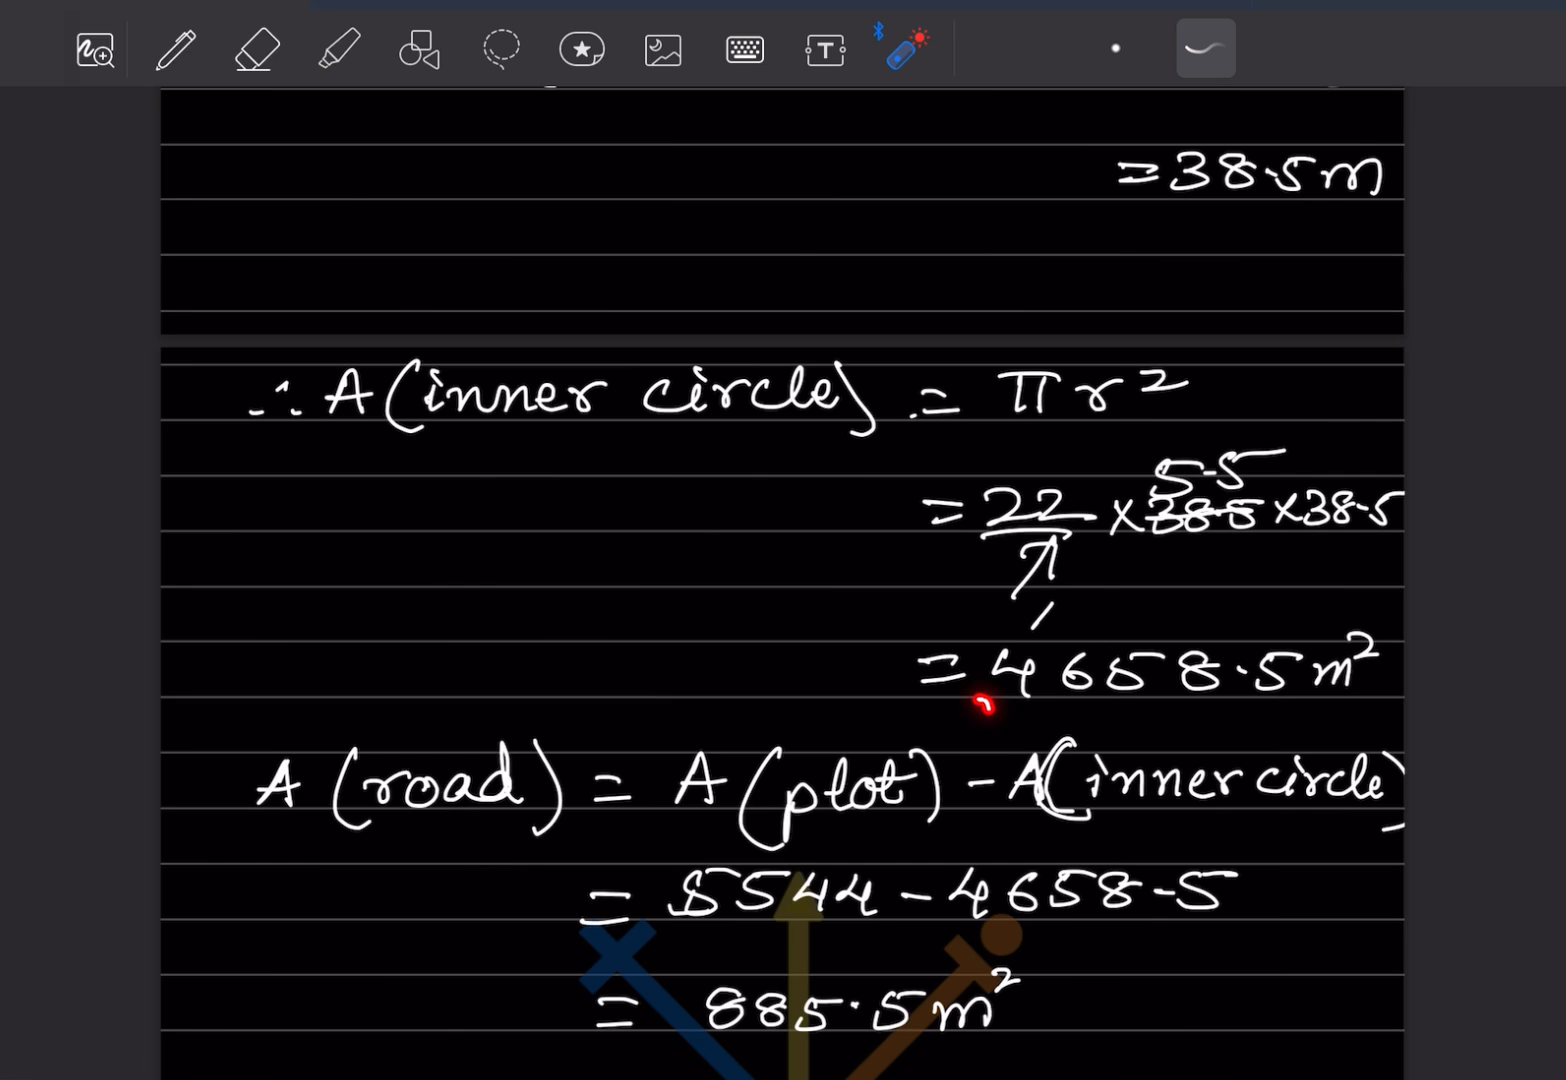 = 38.5 m
∴ A (inner circle) = πr²
5.5
= 22/7 × 38.5 × 38.5
1
= 4658.5 m²
A (road) = A (plot) - A (inner circle)
= 5544 - 4658.5
= 885.5 m²